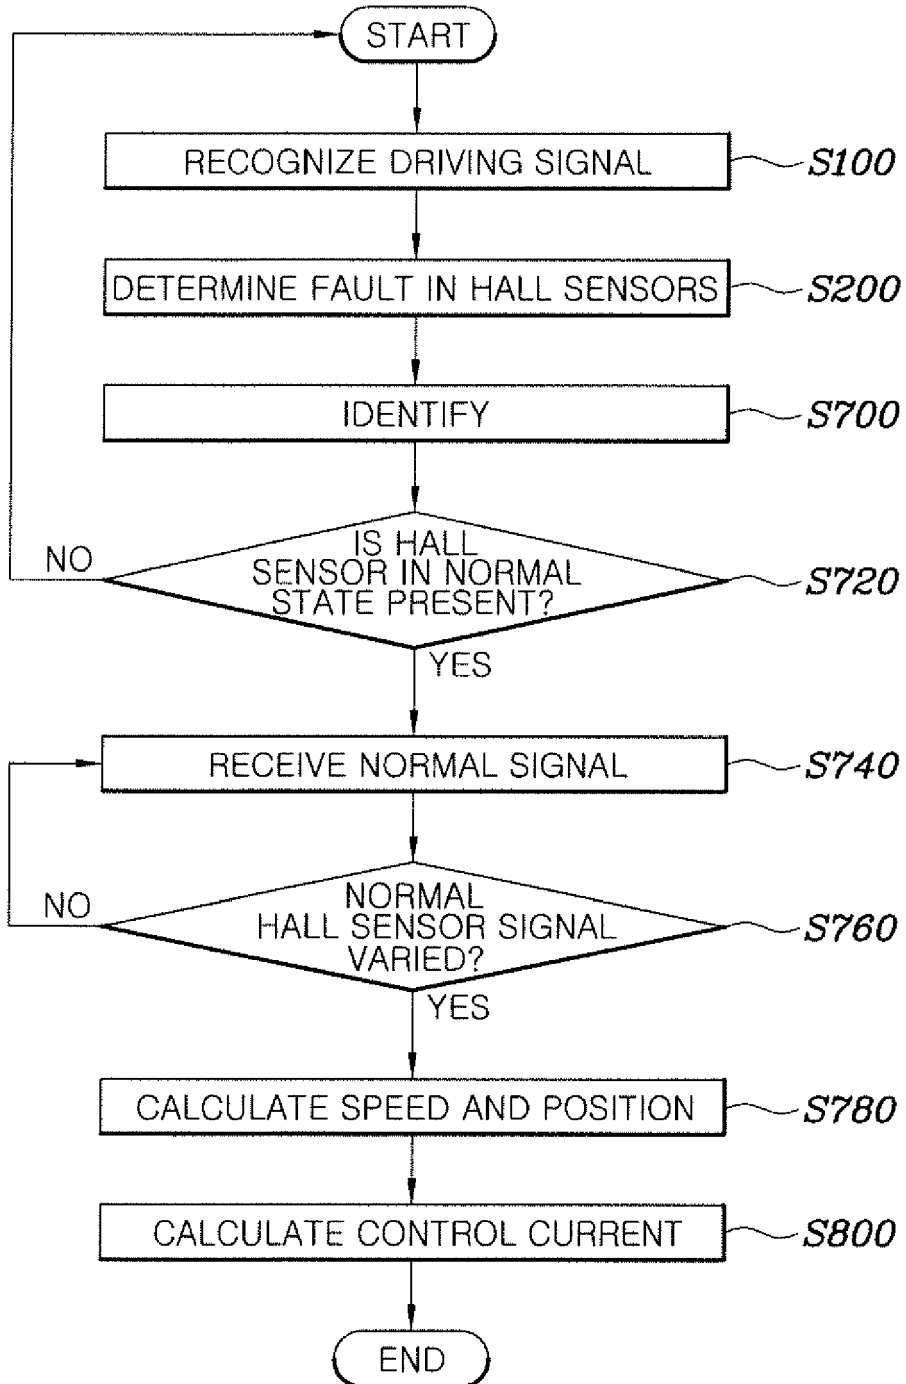 START
RECOGNIZE DRIVING SIGNAL
S100
DETERMINE FAULT IN HALL SENSORS
S200
IDENTIFY
S700
IS HALL
SENSOR IN NORMAL
STATE PRESENT?
S720
NO
YES
RECEIVE NORMAL SIGNAL
S740
NORMAL
HALL SENSOR SIGNAL
VARIED?
S760
NO
YES
CALCULATE SPEED AND POSITION
S780
CALCULATE CONTROL CURRENT
S800
END